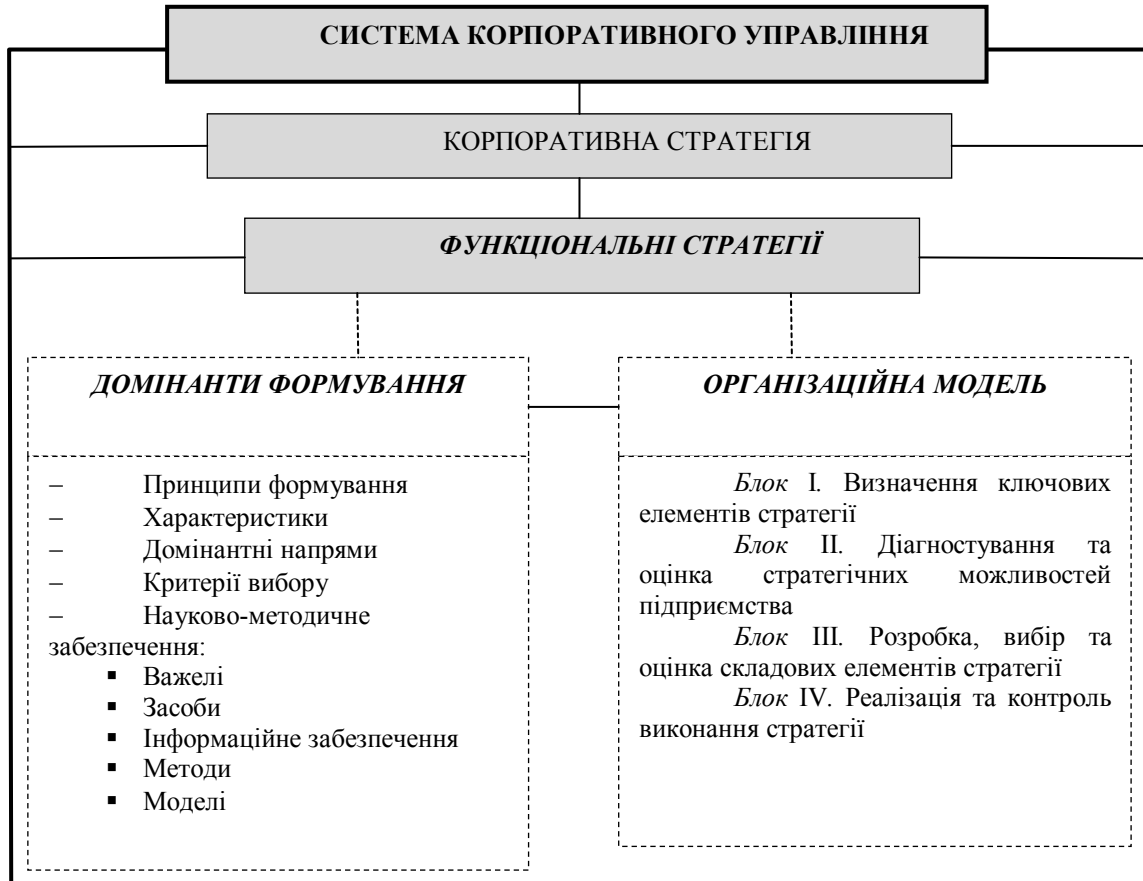 СИСТЕМА КОРПОРАТИВНОГО УПРАВЛІННЯ
КОРПОРАТИВНА СТРАТЕГІЯ
ФУНКЦІОНАЛЬНІ СТРАТЕГІЇ
ДОМІНАНТИ ФОРМУВАННЯ
– Принципи формування
– Характеристики
– Домінантні напрями
– Критерії вибору
– Науково-методичне
забезпечення:
▪ Важелі
▪ Засоби
▪ Інформаційне забезпечення
▪ Методи
▪ Моделі
ОРГАНІЗАЦІЙНА МОДЕЛЬ
Блок І. Визначення ключових
елементів стратегії
Блок ІІ. Діагностування та
оцінка стратегічних можливостей
підприємства
Блок ІІІ. Розробка, вибір та
оцінка складових елементів стратегії
Блок IV. Реалізація та контроль
виконання стратегії